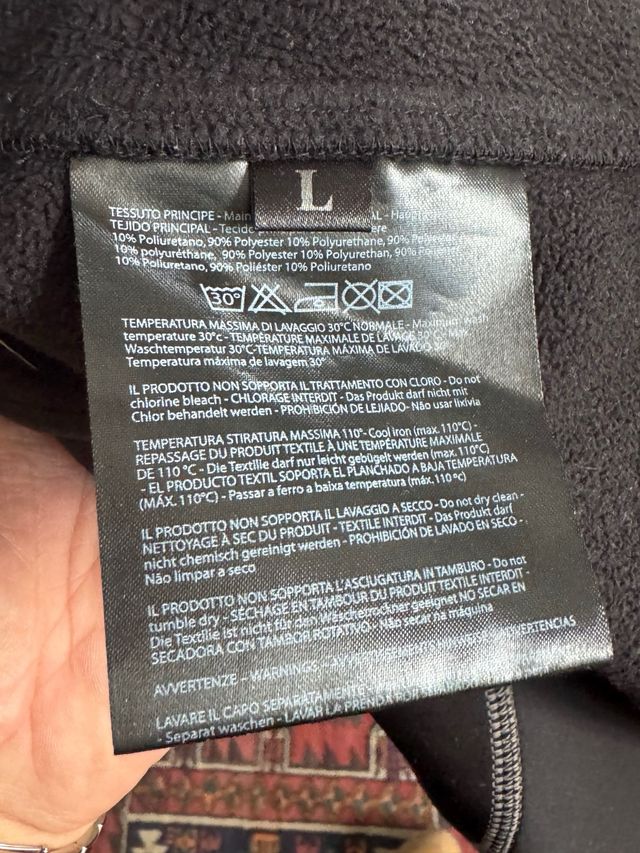 L
TESSUTO PRINCIPE - Main AL -
TEJIDO PRINCIPAL - Tecido ere
10% Poliuretano, 90% Polyester 10% Polyurethane, 90%
10% polyuréthane, 90% Polyester 10% Polyurethan, 90% Poliéster
10% Poliuretano, 90% Poliéster 10% Poliuretano
30°
TEMPERATURA MASSIMA DI LAVAGGIO 30°C NORMALE - Maximum wash
temperature 30°c - TEMPÉRATURE MAXIMALE DE LAVAGE 30°C
Waschtemperatur 30°C-TEMPERATURA MÁXIMA DE LAVADO 30°
Temperatura máxima de lavagem 30°
IL PRODOTTO NON SOPPORTA IL TRATTAMENTO CON CLORO - Do not
chlorine bleach - CHLORAGE INTERDIT - Das Produkt darf nicht mit
Chlor behandelt werden - PROHIBICIÓN DE LEJIADO- Não usar lixívia
TEMPERATURA STIRATURA MASSIMA 110°- Cool iron (max. 110°C) -
REPASSAGE DU PRODUIT TEXTILE À UNE TEMPÉRATURE MAXIMALE
DE 110 °C - Die Textilie darf nur leicht gebügelt werden (max. 110°C)
- EL PRODUCTO TEXTIL SOPORTA EL PLANCHADO A BAJA TEMPERATURA
(MÁX. 110°C) - Passar a ferro a baixa temperatura (máx. 110 °c)
IL PRODOTTO NON SOPPORTA IL LAVAGGIO A SECCO - Do not dry clean -
NETTOYAGE À SEC DU PRODUIT - TEXTILE INTERDIT - Das Produkt darf
nicht chemisch gereinigt werden - PROHIBICIÓN DE LAVADO EN SECO -
Não limpar a seco
IL PRODOTTO NON SOPPORTA L'ASCIUGATURA IN TAMBURO - Do not
tumble dry - SÉCHAGE EN TAMBOUR DU PRODUIT TEXTILE INTERDIT -
Die Textilie ist nicht für den Wäschetrockner geeignet NO SECAR EN
SECADORA CON TAMBOR ROTATIVO - Não secar na máquina
AVVERTENZE - WARNINGS - ADVERTENCIAS
LAVARE IL CAPO SEPARATAMENTE
- Separat waschen - LAVAR LA PRENDA